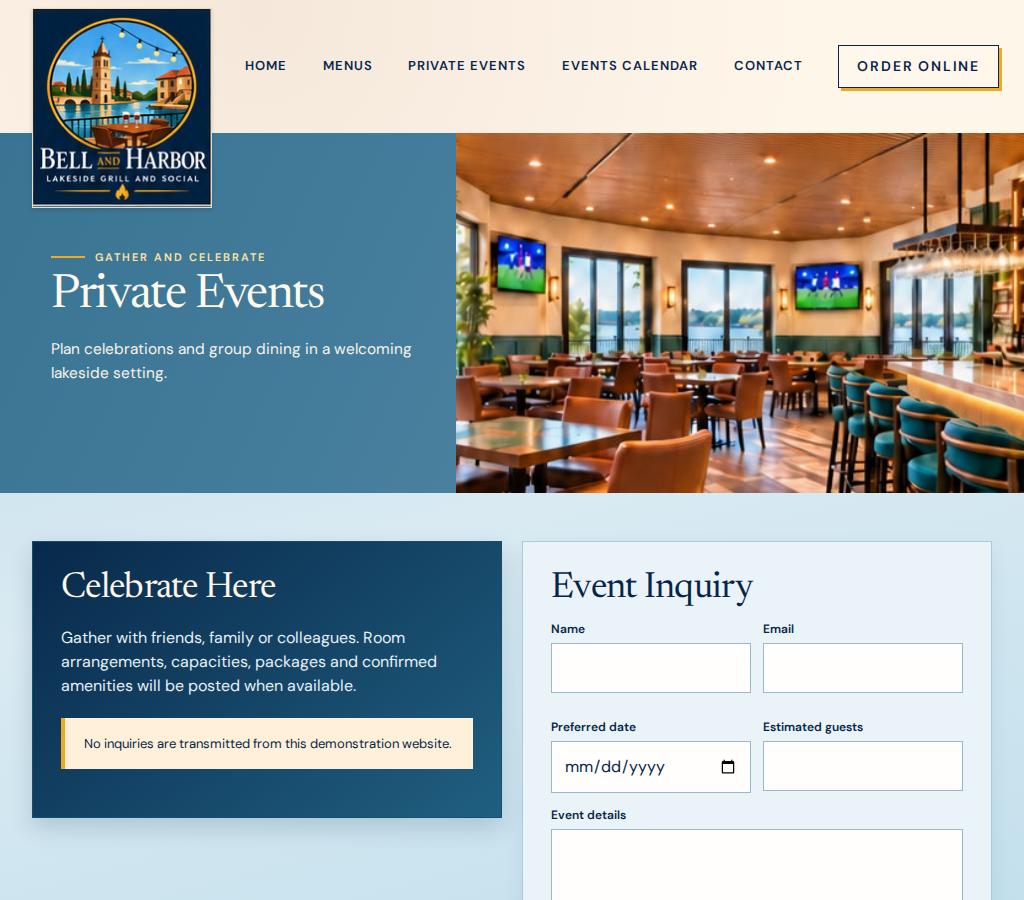 BELL AND HARBOR
LAKESIDE GRILL AND SOCIAL
HOME
MENUS
PRIVATE EVENTS
EVENTS CALENDAR
CONTACT
ORDER ONLINE
GATHER AND CELEBRATE
Private Events
Plan celebrations and group dining in a welcoming
lakeside setting.
Celebrate Here
Gather with friends, family or colleagues. Room
arrangements, capacities, packages and confirmed
amenities will be posted when available.
No inquiries are transmitted from this demonstration website.
Event Inquiry
Name
Email
Preferred date
Estimated guests
mm/dd/yyyy
Event details